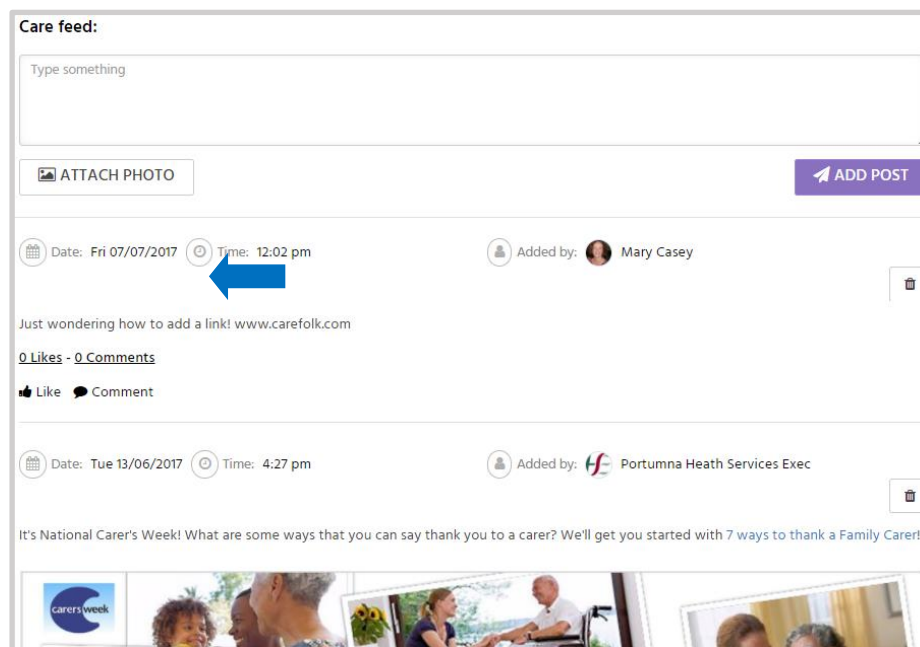 Care feed:
Type something
ATTACH PHOTO
ADD POST
Date: Fri 07/07/2017 Time: 12:02 pm Added by: Mary Casey
Just wondering how to add a link! www.carefolk.com
0 Likes - 0 Comments
Like Comment
Date: Tue 13/06/2017 Time: 4:27 pm Added by: Portumna Heath Services Exec
It's National Carer's Week! What are some ways that you can say thank you to a carer? We'll get you started with 7 ways to thank a Family Carer!
carers week